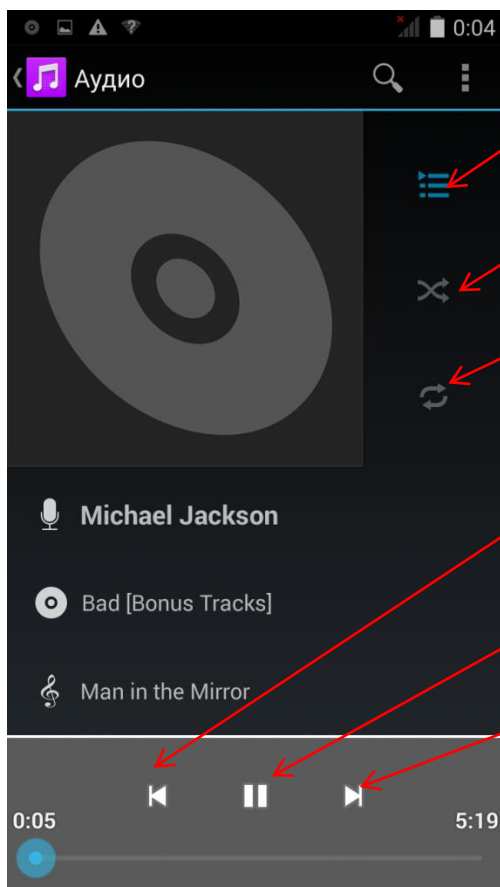 0:04
Аудио
Michael Jackson
Bad [Bonus Tracks]
Man in the Mirror
0:05 5:19